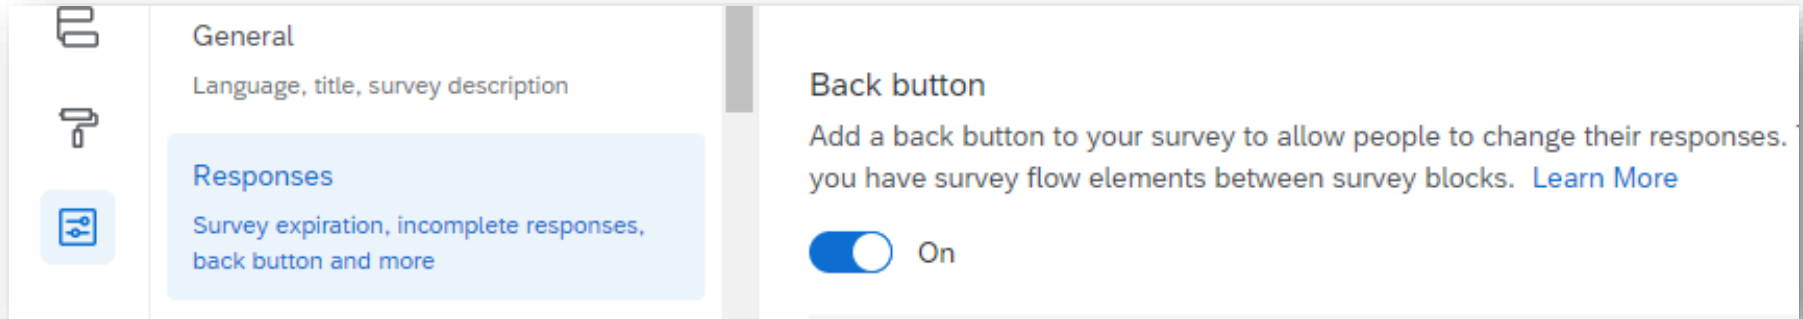 General
Language, title, survey description
Responses
Survey expiration, incomplete responses,
back button and more
Back button
Add a back button to your survey to allow people to change their responses.
you have survey flow elements between survey blocks. Learn More
On